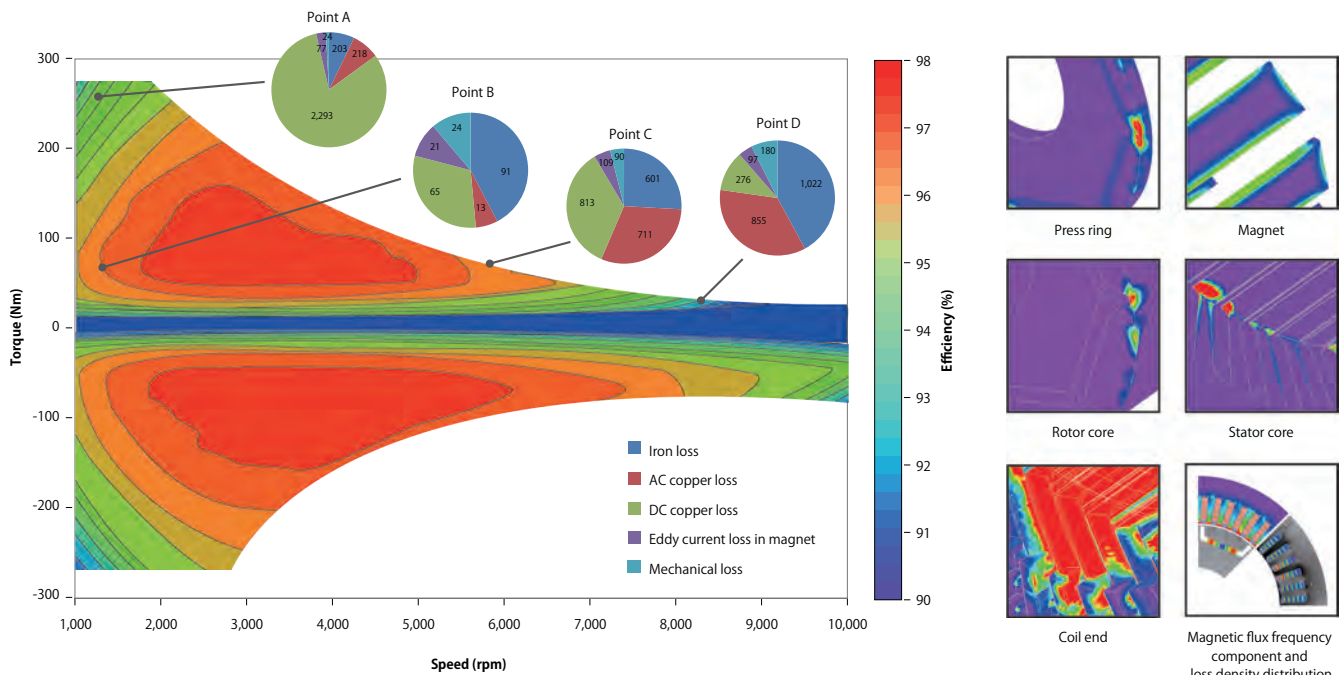 Point A
24
77
203
218
2,293
Point B
24
21
91
65
13
Point C
109
90
601
813
711
Point D
180
97
276
1,022
855
300
200
100
0
-100
-200
-300
Torque (Nm)
1,000
2,000
3,000
4,000
5,000
6,000
7,000
8,000
9,000
10,000
Speed (rpm)
Iron loss
AC copper loss
DC copper loss
Eddy current loss in magnet
Mechanical loss
98
97
96
95
94
93
92
91
90
Efficiency (%)
Press ring
Magnet
Rotor core
Stator core
Coil end
Magnetic flux frequency
component and
loss density distribution